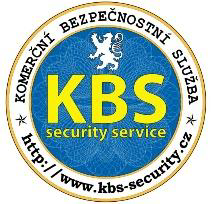 KOMERČNÍ BEZPEČNOSTNÍ SLUŽBA
KBS
security service
http://www.kbs-security.cz